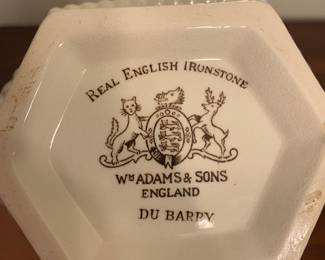 REAL ENGLISH IRONSTONE
Wm ADAMS & SONS
ENGLAND
DU BARRY